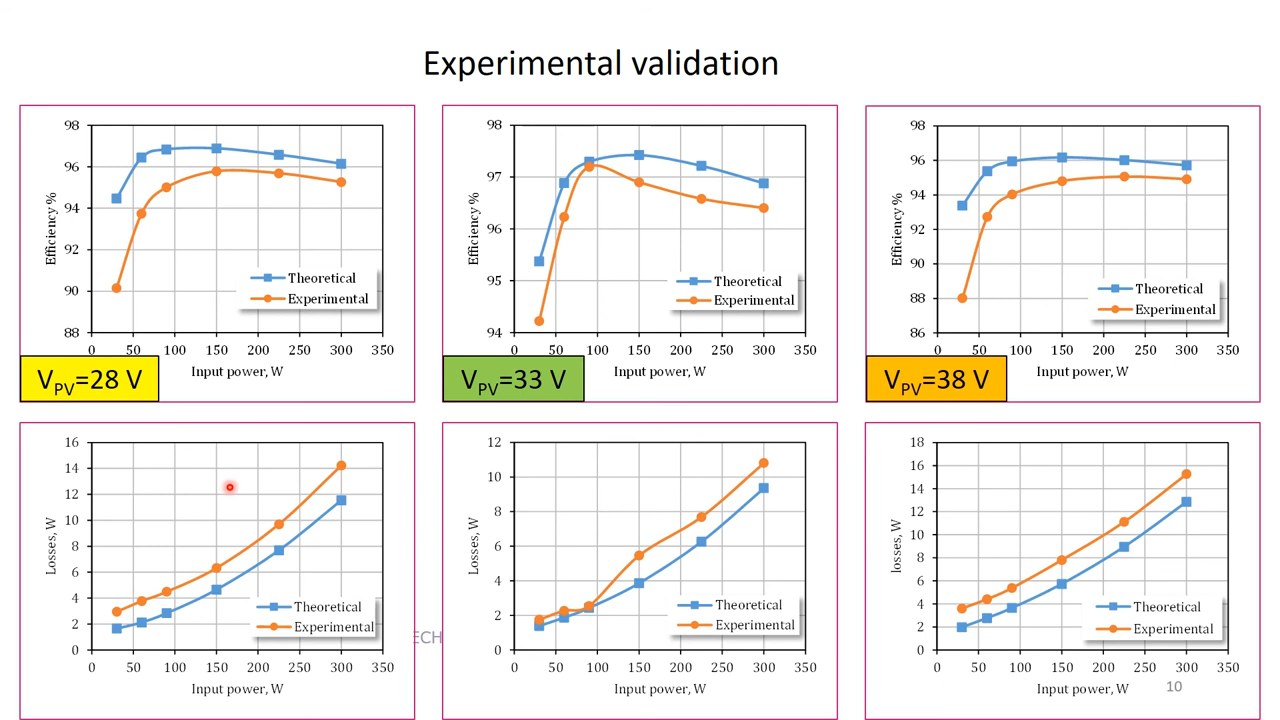 Experimental validation
98
96
94
92
90
88
Efficiency %
Theoretical
Experimental
0 50 100 150 200 250 300 350
Input power, W
V_PV=28 V
98
97
96
95
94
Efficiency %
Theoretical
Experimental
0 50 100 150 200 250 300 350
Input power, W
V_PV=33 V
98
96
94
92
90
88
86
Efficiency %
Theoretical
Experimental
0 50 100 150 200 250 300 350
Input power, W
V_PV=38 V
16
14
12
10
8
6
4
2
0
Losses, W
Theoretical
Experimental
0 50 100 150 200 250 300 350
Input power, W
ECH
12
10
8
6
4
2
0
Losses, W
Theoretical
Experimental
0 50 100 150 200 250 300 350
Input power, W
18
16
14
12
10
8
6
4
2
0
losses, W
Theoretical
Experimental
0 50 100 150 200 250 300 350
Input power, W
10